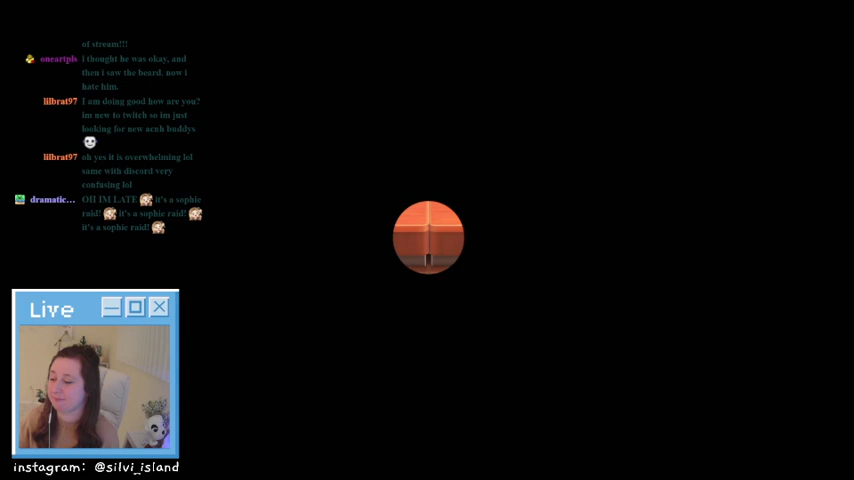 of stream!!!
oneartpls i thought he was okay, and
then i saw the beard. now i
hate him.
lilbrat97 I am doing good how are you?
im new to twitch so im just
looking for new acnh buddys
lilbrat97 oh yes it is overwhelming lol
same with discord very
confusing lol
dramatic... OH IM LATE it's a sophie
raid! it's a sophie raid!
it's a sophie raid!
Live
instagram: @silvi_island